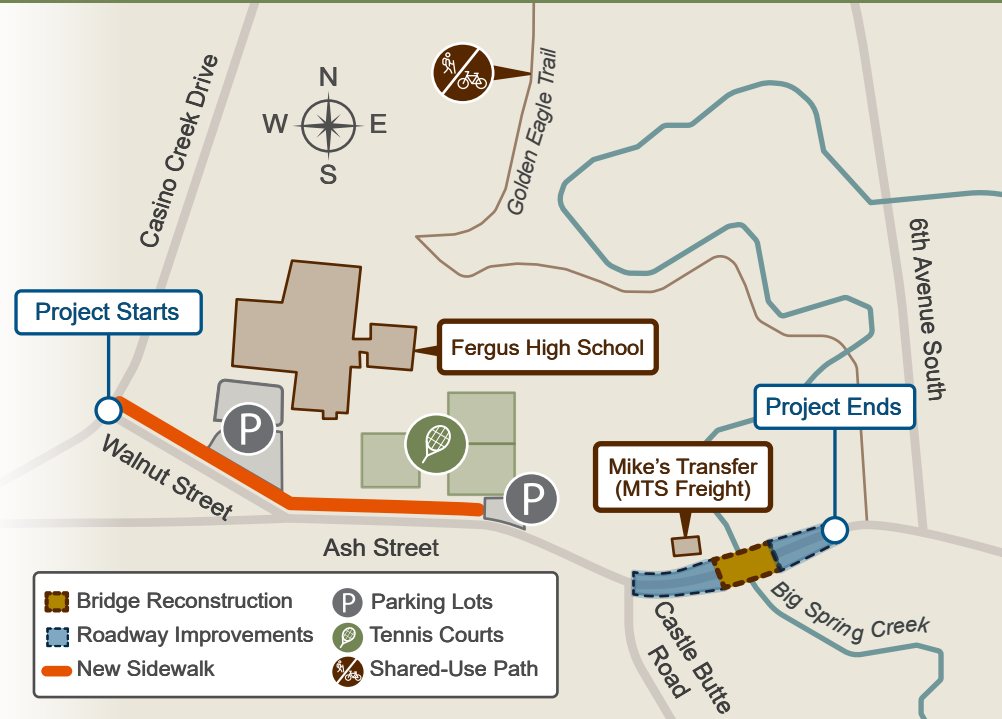 Casino Creek Drive
N
W
E
S
Golden Eagle Trail
6th Avenue South
Project Starts
Fergus High School
Project Ends
P
Walnut Street
Mike's Transfer
(MTS Freight)
P
Ash Street
Castle Butte
Road
Big Spring Creek
Bridge Reconstruction
Roadway Improvements
New Sidewalk
P Parking Lots
Tennis Courts
Shared-Use Path